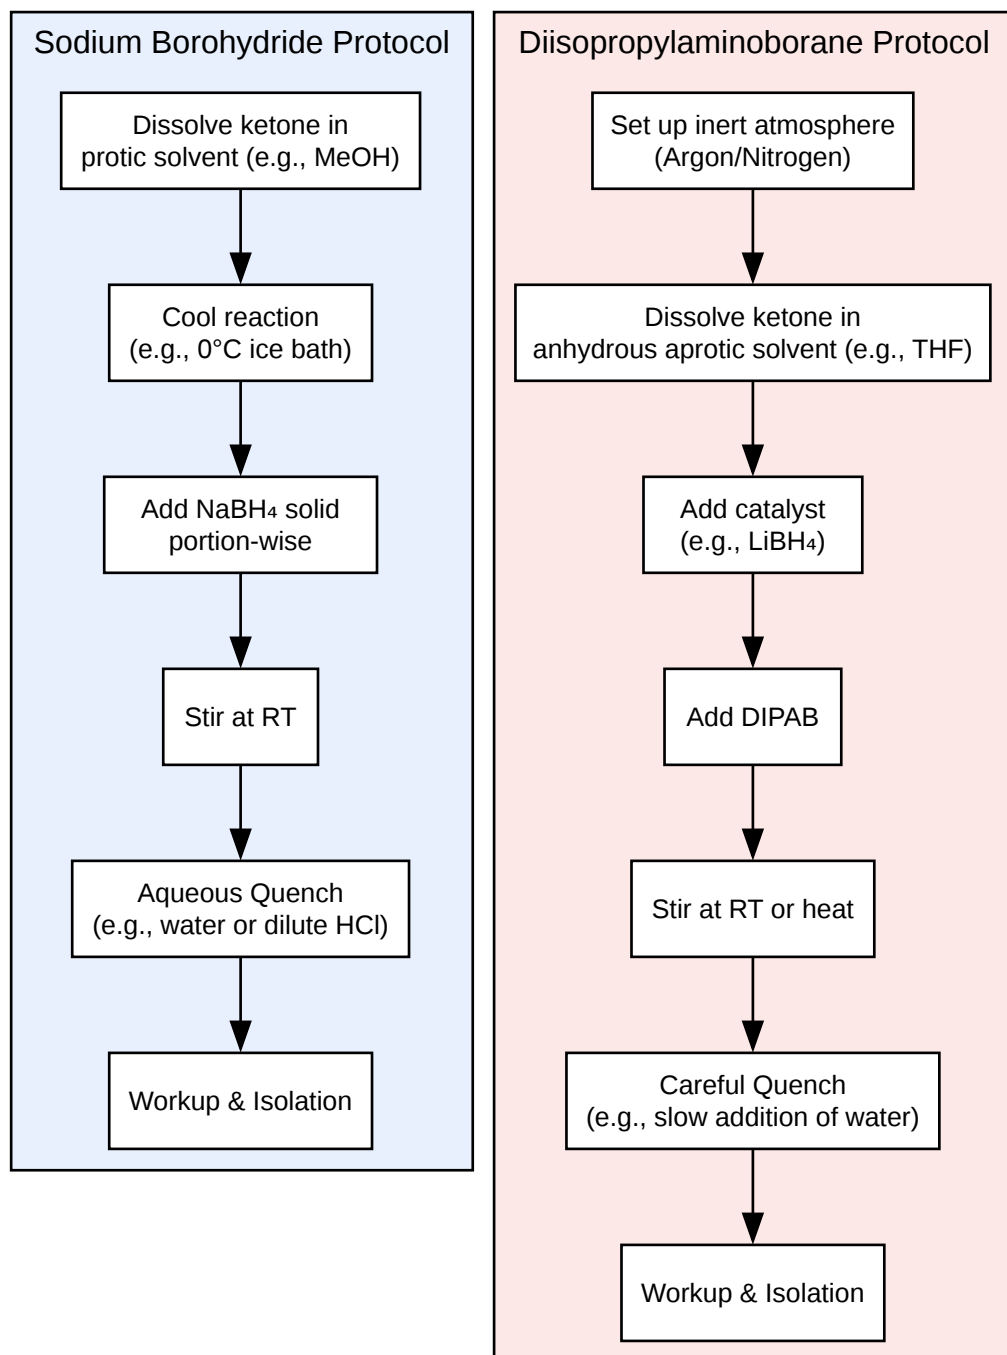 Sodium Borohydride Protocol
Dissolve ketone in
protic solvent (e.g., MeOH)
Cool reaction
(e.g., 0°C ice bath)
Add NaBH₄ solid
portion-wise
Stir at RT
Aqueous Quench
(e.g., water or dilute HCl)
Workup & Isolation
Diisopropylaminoborane Protocol
Set up inert atmosphere
(Argon/Nitrogen)
Dissolve ketone in
anhydrous aprotic solvent (e.g., THF)
Add catalyst
(e.g., LiBH₄)
Add DIPAB
Stir at RT or heat
Careful Quench
(e.g., slow addition of water)
Workup & Isolation